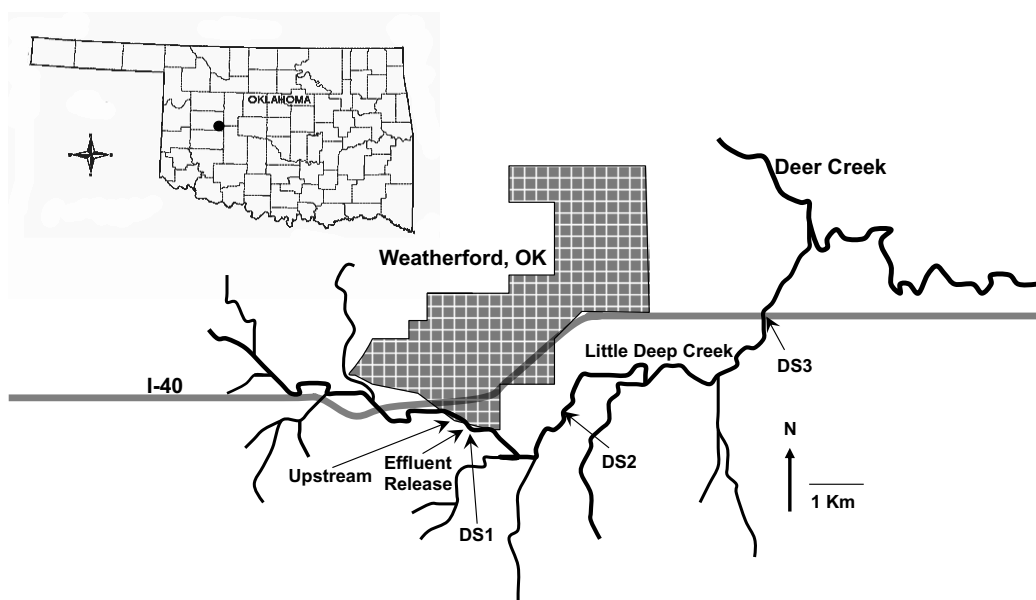 OKLAHOMA
Deer Creek
Weatherford, OK
Little Deep Creek
DS3
I-40
N
Upstream
Effluent
Release
DS2
1 Km
DS1